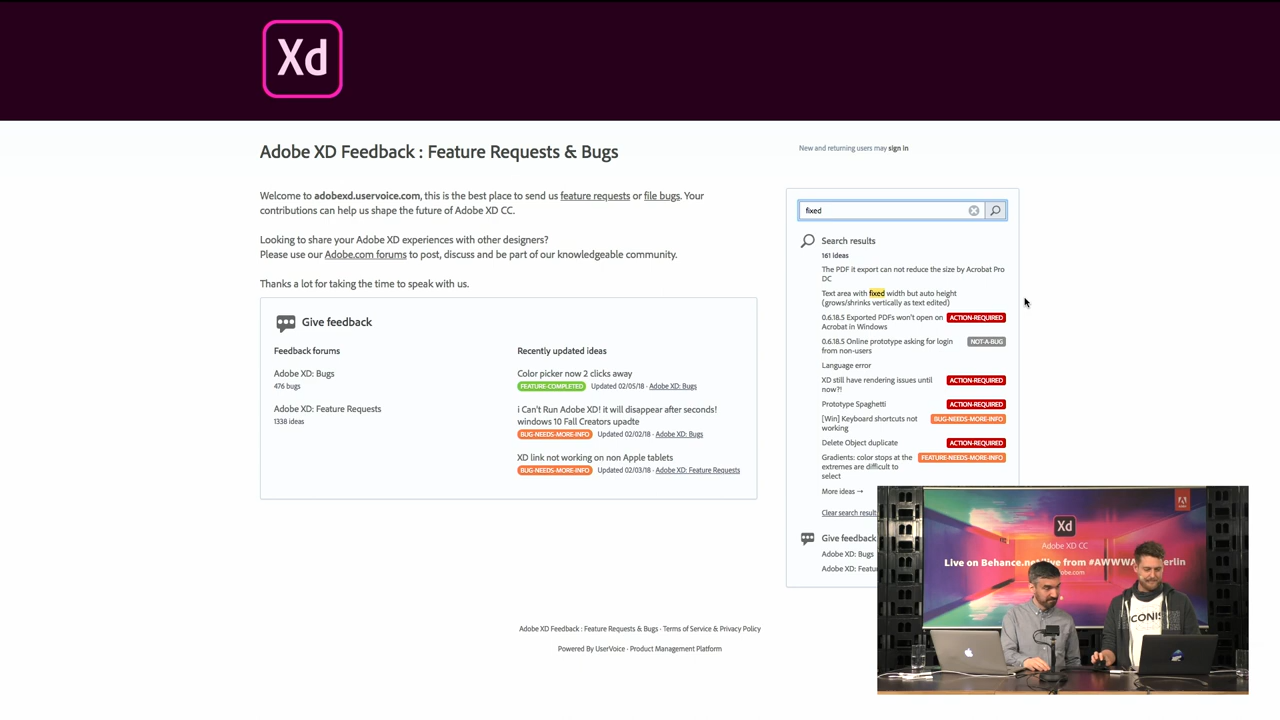 Xd
Adobe XD Feedback : Feature Requests & Bugs
New and returning users may sign in
Welcome to adobexd.uservoice.com, this is the best place to send us feature requests or file bugs. Your
contributions can help us shape the future of Adobe XD CC.
Looking to share your Adobe XD experiences with other designers?
Please use our Adobe.com forums to post, discuss and be part of our knowledgeable community.
Thanks a lot for taking the time to speak with us.
Give feedback
Feedback forums
Adobe XD: Bugs
476 bugs
Adobe XD: Feature Requests
1338 ideas
Recently updated ideas
Color picker now 2 clicks away
FEATURE-COMPLETED Updated 02/05/18 · Adobe XD: Bugs
i Can't Run Adobe XD! it will disappear after seconds!
windows 10 Fall Creators upadte
BUG-NEEDS-MORE-INFO Updated 02/02/18 · Adobe XD: Bugs
XD link not working on non Apple tablets
BUG-NEEDS-MORE-INFO Updated 02/03/18 · Adobe XD: Feature Requests
fixed
Search results
161 ideas
The PDF it export can not reduce the size by Acrobat Pro
DC
Text area with fixed width but auto height
(grows/shrinks vertically as text edited)
0.6.18.5 Exported PDFs won't open on ACTION-REQUIRED
Acrobat in Windows
0.6.18.5 Online prototype asking for login NOT-A-BUG
from non-users
Language error
XD still have rendering issues until ACTION-REQUIRED
now?!
Prototype Spaghetti ACTION-REQUIRED
[Win] Keyboard shortcuts not BUG-NEEDS-MORE-INFO
working
Delete Object duplicate ACTION-REQUIRED
Gradients: color stops at the FEATURE-NEEDS-MORE-INFO
extremes are difficult to
select
More ideas →
Clear search result
Give feedback
Adobe XD: Bugs
Adobe XD: Featu
Xd
Adobe XD CC
Live on Behance.net/live from #AWWWA erlin
Adobe XD Feedback : Feature Requests & Bugs · Terms of Service & Privacy Policy
Powered By UserVoice · Product Management Platform